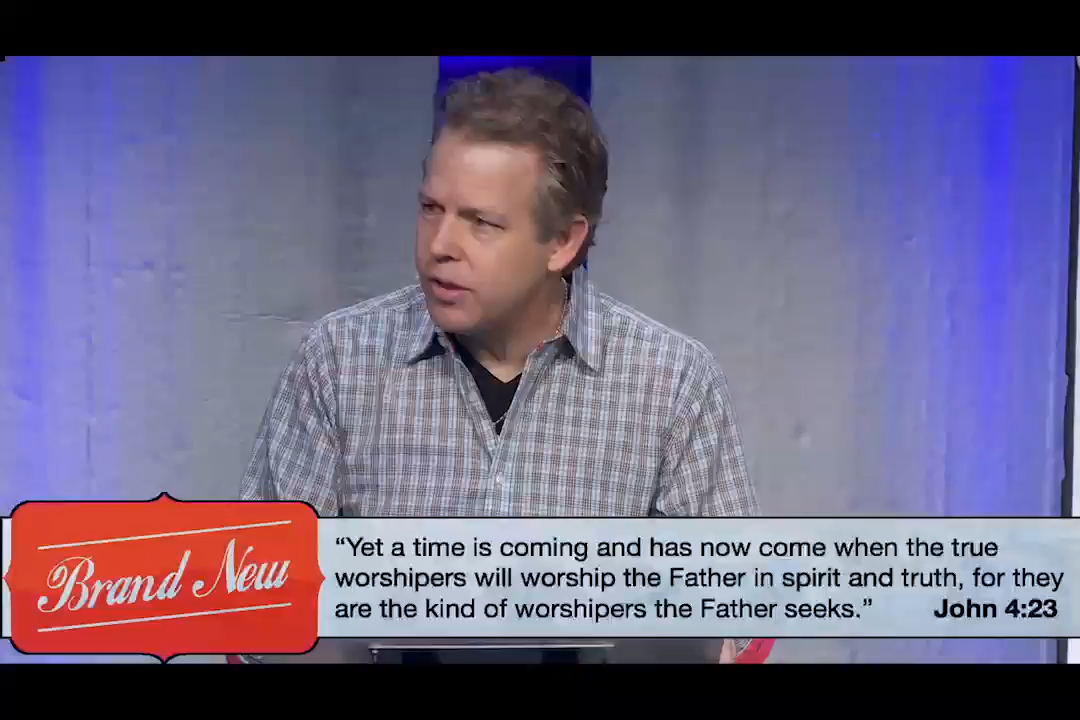 Brand New
“Yet a time is coming and has now come when the true
worshipers will worship the Father in spirit and truth, for they
are the kind of worshipers the Father seeks.” John 4:23